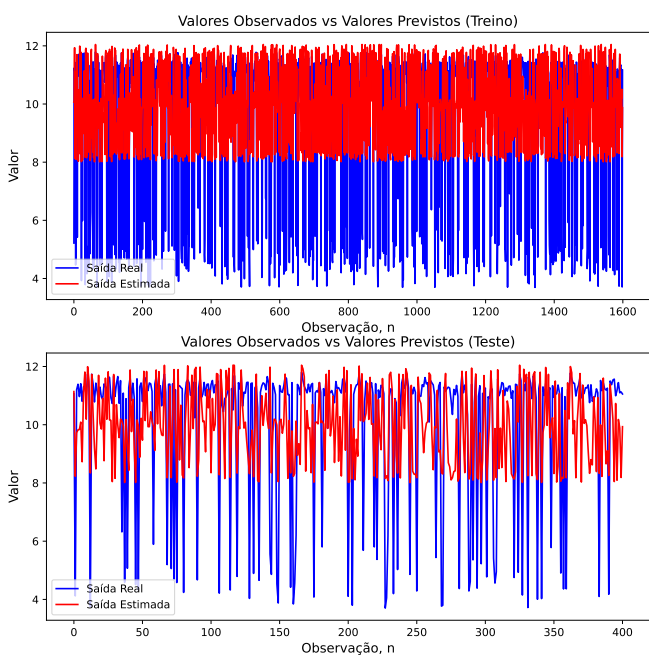 Valores Observados vs Valores Previstos (Treino)
12
10
8
6
4
Valor
Saída Real
Saída Estimada
0 200 400 600 800 1000 1200 1400 1600
Observação, n
Valores Observados vs Valores Previstos (Teste)
12
10
8
6
4
Valor
Saída Real
Saída Estimada
0 50 100 150 200 250 300 350 400
Observação, n